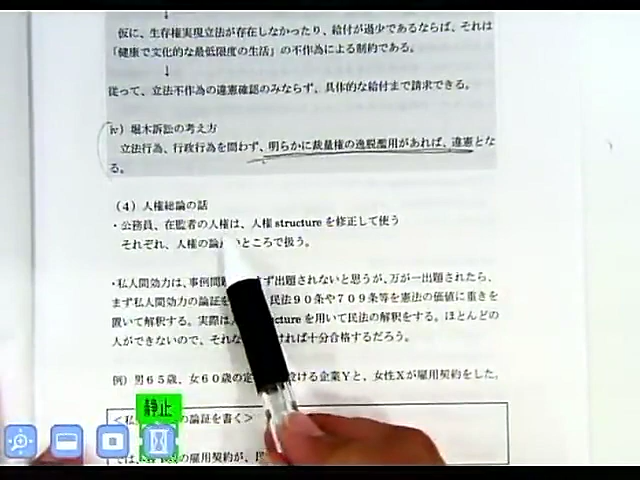 仮に、生存権実現立法が存在しなかったり、給付が過少であるならば、それは
「健康で文化的な最低限度の生活」の不作為による制約である。
↓
従って、立法不作為の違憲確認のみならず、具体的な給付まで請求できる。
iv）堀木訴訟の考え方
立法行為、行政行為を問わず、明らかに裁量権の逸脱濫用があれば、違憲とな
る。
（4）人権総論の話
・公務員、在監者の人権は、人権 structure を修正して使う
それぞれ、人権の論 いところで扱う。
・私人間効力は、事例問題 ず出題されないと思うが、万が一出題されたら、
まず私人間効力の論証を 民法９０条や７０９条等を憲法の価値に重きを
置いて解釈する。実際は ucture を用いて民法の解釈をする。ほとんどの
人ができないので、それ ければ十分合格するだろう。
例）男６５歳、女６０歳の定 設ける企業Yと、女性Xが雇用契約をした。
静止
の論証を書く＞
の雇用契約が、